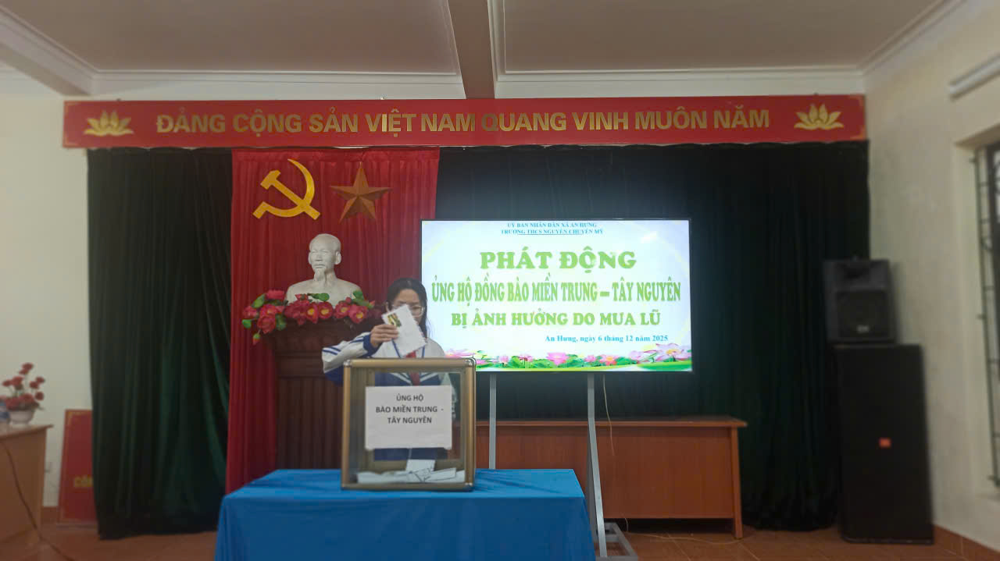 ĐẢNG CỘNG SẢN VIỆT NAM QUANG VINH MUÔN NĂM
ỦY BAN NHÂN DÂN XÃ AN HƯNG
TRƯỜNG THCS NGUYỄN CHUYÊN MỸ
PHÁT ĐỘNG
ỦNG HỘ ĐỒNG BÀO MIỀN TRUNG – TÂY NGUYÊN
BỊ ẢNH HƯỞNG DO MƯA LŨ
An Hưng, ngày 6 tháng 12 năm 2025
ỦNG HỘ
BÀO MIỀN TRUNG -
TÂY NGUYÊN